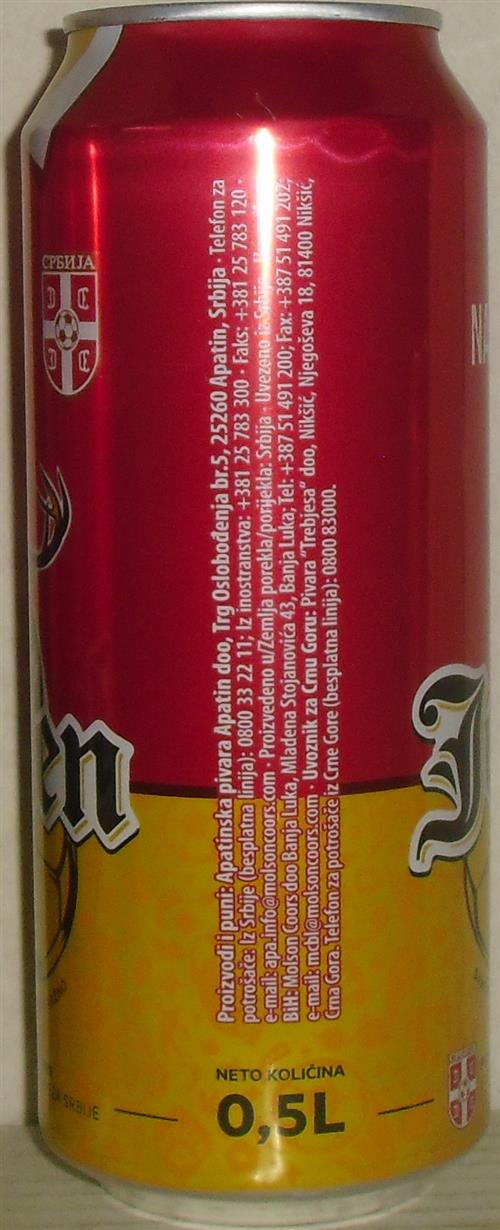 СРБИЈА
Proizvodi i puni: Apatinska pivara Apatin doo, Trg Oslobođenja br.5, 25260 Apatin, Srbija · Telefon za
potrošače: Iz Srbije (besplatna linija): 0800 33 22 11; Iz inostranstva: +381 25 783 300 · Faks: +381 25 783 120 ·
e-mail: apa.info@molsoncoors.com · Proizvedeno u/Zemlja porekla/porijekla: Srbija · Uvezeno iz Srbije
BiH: Molson Coors doo Banja Luka, Mladena Stojanovića 43, Banja Luka; Tel: +387 51 491 200; Fax: +387 51 491 202;
e-mail: mcbl@molsoncoors.com · Uvoznik za Crnu Goru: Pivara "Trebjesa" doo, Nikšić, Njegoševa 18, 81400 Nikšić,
Crna Gora. Telefon za potrošače iz Crne Gore (besplatna linija): 0800 83000.
en
J
NA
ZA SRBIJE
NETO KOLIČINA
0,5L